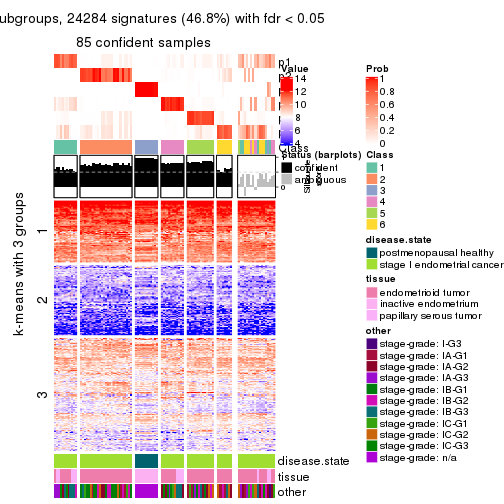 ubgroups, 24284 signatures (46.8%) with fdr < 0.05
85 confident samples
k-means with 3 groups
1
2
3
p1
Class
disease.state
tissue
other
Value
14
12
10
8
6
4
Status (barplots)
confident
ambiguous
0
Prob
1
0.8
0.6
0.4
0.2
0
Class
1
2
3
4
5
6
disease.state
postmenopausal healthy
stage I endometrial cancer
tissue
endometrioid tumor
inactive endometrium
papillary serous tumor
other
stage-grade: I-G3
stage-grade: IA-G1
stage-grade: IA-G2
stage-grade: IA-G3
stage-grade: IB-G1
stage-grade: IB-G2
stage-grade: IB-G3
stage-grade: IC-G1
stage-grade: IC-G2
stage-grade: IC-G3
stage-grade: n/a